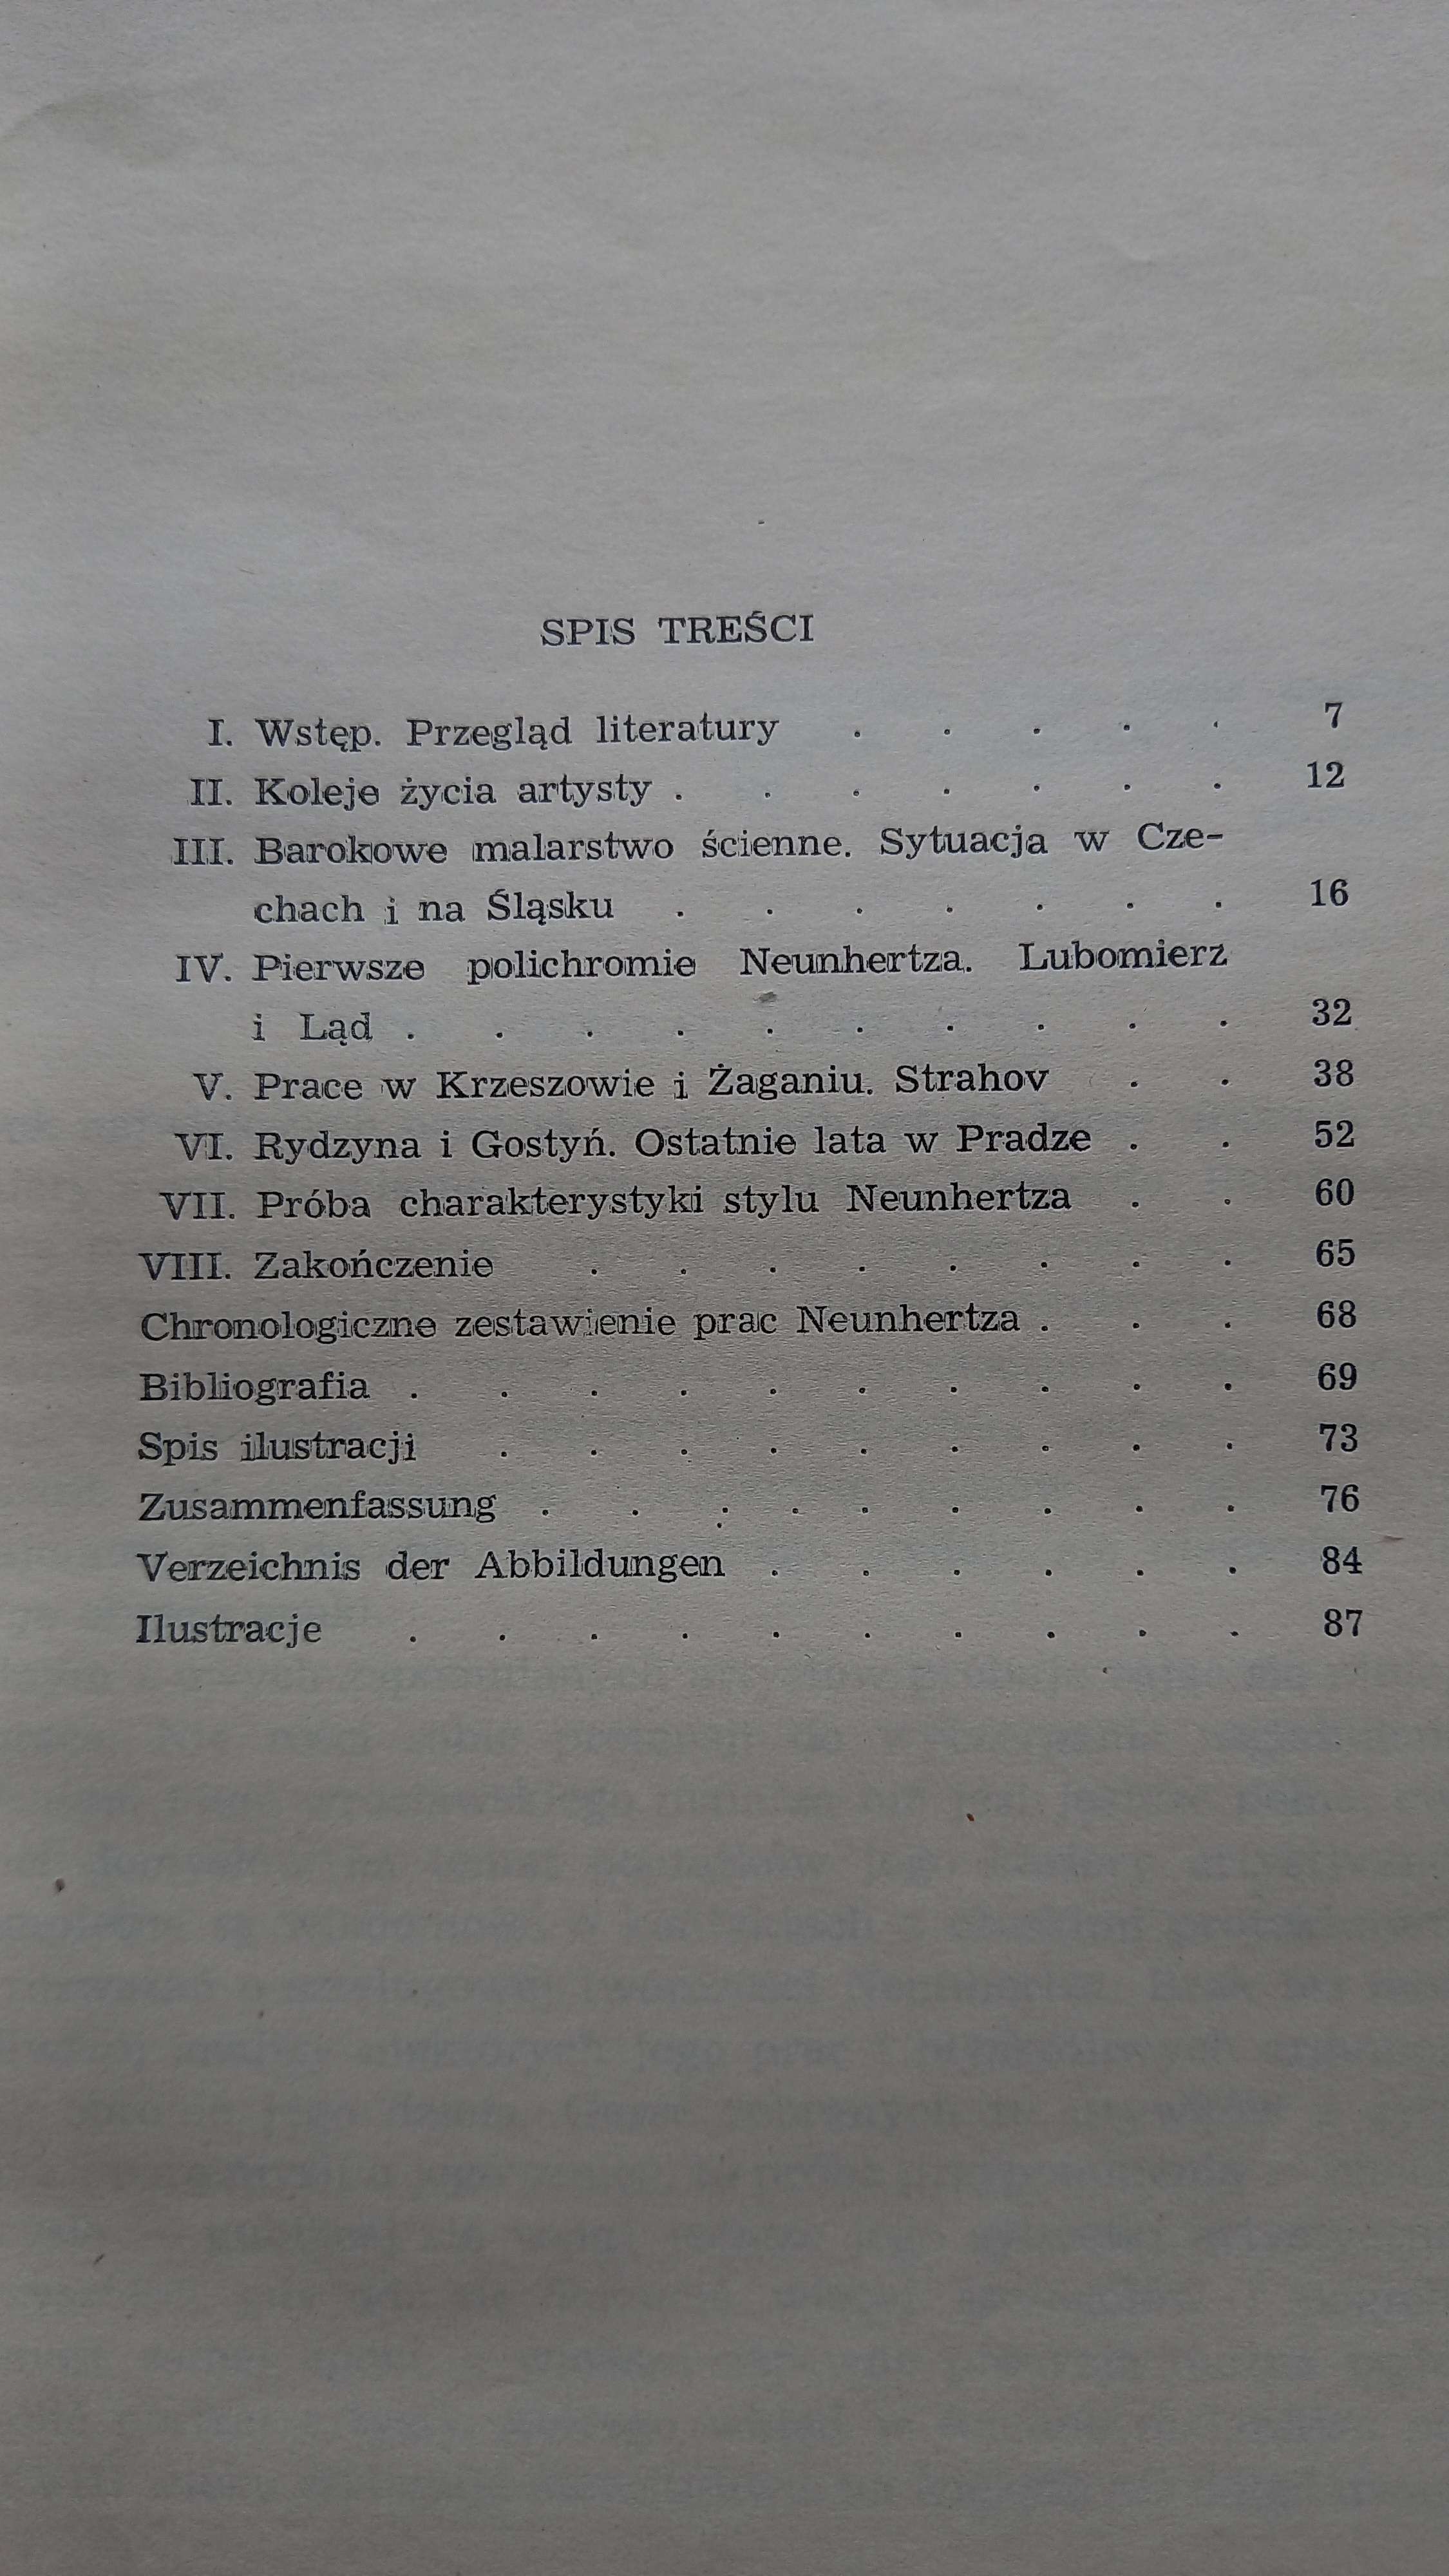 SPIS TREŚCI
I. Wstęp. Przegląd literatury . . . . . 7
II. Koleje życia artysty . . . . . . . 12
III. Barokowe malarstwo ścienne. Sytuacja w Cze-
chach i na Śląsku . . . . . . . 16
IV. Pierwsze polichromie Neunhertza. Lubomierz
i Ląd . . . . . . . . . . 32
V. Prace w Krzeszowie i Żaganiu. Strahov . . 38
VI. Rydzyna i Gostyń. Ostatnie lata w Pradze . . 52
VII. Próba charakterystyki stylu Neunhertza . . 60
VIII. Zakończenie . . . . . . . . 65
Chronologiczne zestawienie prac Neunhertza . . . 68
Bibliografia . . . . . . . . . . 69
Spis ilustracji . . . . . . . . . 73
Zusammenfassung . . . . . . . . . 76
Verzeichnis der Abbildungen . . . . . . 84
Ilustracje . . . . . . . . . . 87